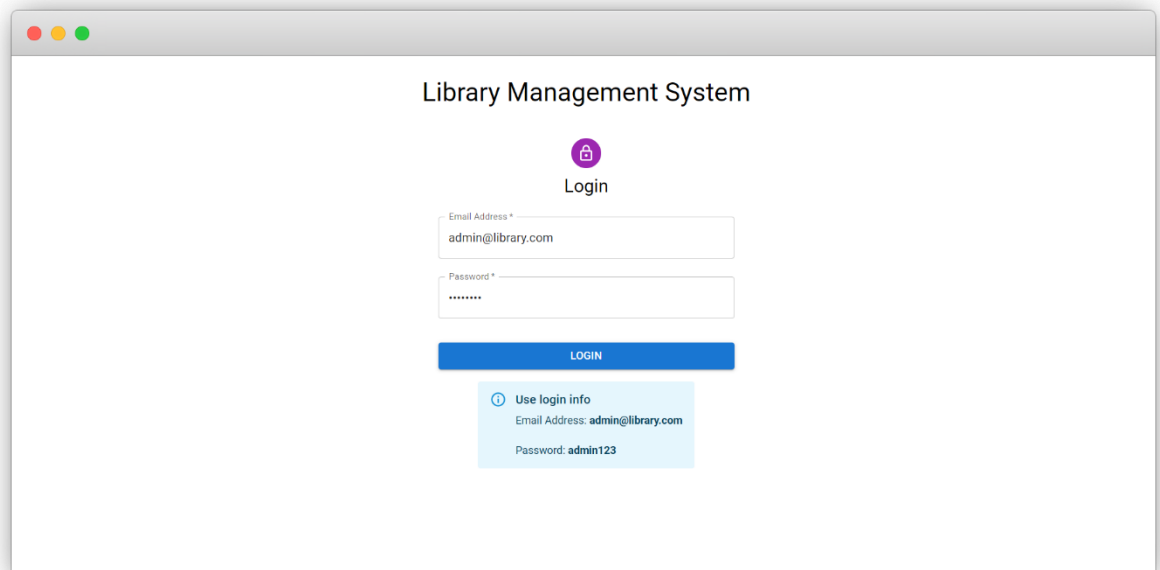 Library Management System
Login
Email Address *
admin@library.com
Password *
••••••••
LOGIN
Use login info
Email Address: admin@library.com
Password: admin123